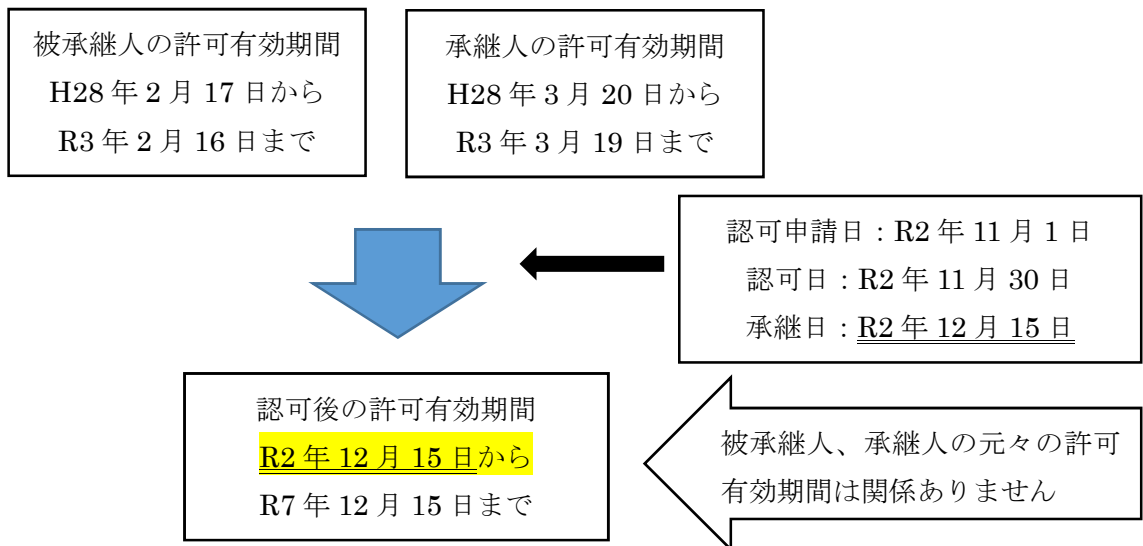 被承継人の許可有効期間
H28 年 2 月 17 日から
R3 年 2 月 16 日まで
承継人の許可有効期間
H28 年 3 月 20 日から
R3 年 3 月 19 日まで
認可申請日：R2 年 11 月 1 日
認可日：R2 年 11 月 30 日
承継日：R2 年 12 月 15 日
認可後の許可有効期間
R2 年 12 月 15 日から
R7 年 12 月 15 日まで
被承継人、承継人の元々の許可
有効期間は関係ありません